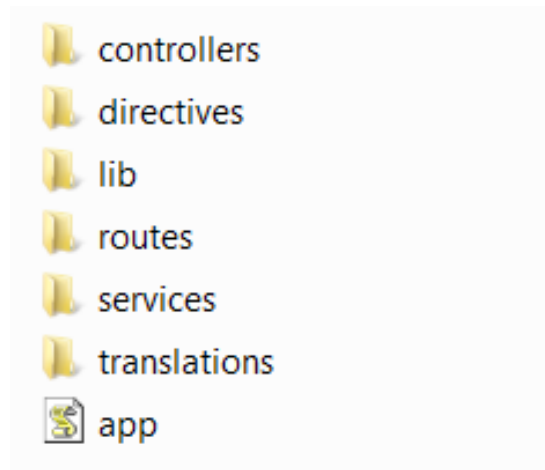 controllers
directives
lib
routes
services
translations
app